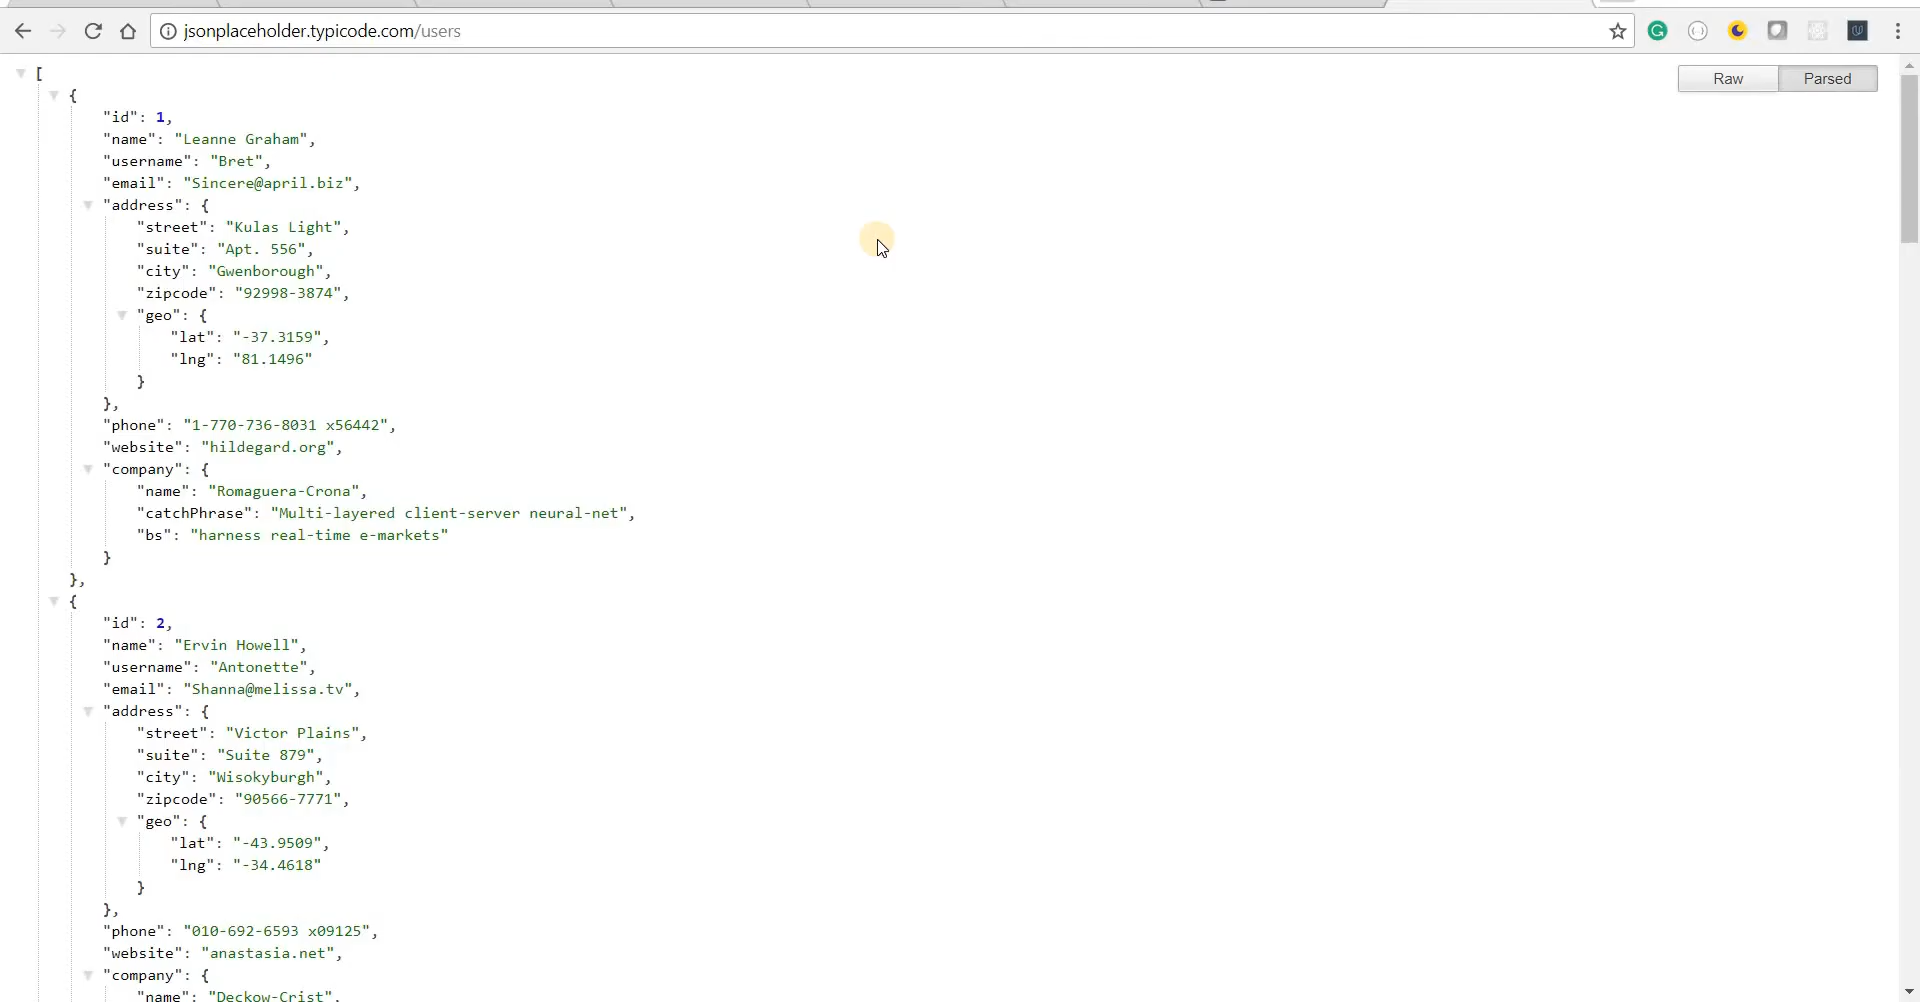 jsonplaceholder.typicode.com/users
Raw Parsed
[
{
"id": 1,
"name": "Leanne Graham",
"username": "Bret",
"email": "Sincere@april.biz",
"address": {
"street": "Kulas Light",
"suite": "Apt. 556",
"city": "Gwenborough",
"zipcode": "92998-3874",
"geo": {
"lat": "-37.3159",
"lng": "81.1496"
}
},
"phone": "1-770-736-8031 x56442",
"website": "hildegard.org",
"company": {
"name": "Romaguera-Crona",
"catchPhrase": "Multi-layered client-server neural-net",
"bs": "harness real-time e-markets"
}
},
{
"id": 2,
"name": "Ervin Howell",
"username": "Antonette",
"email": "Shanna@melissa.tv",
"address": {
"street": "Victor Plains",
"suite": "Suite 879",
"city": "Wisokyburgh",
"zipcode": "90566-7771",
"geo": {
"lat": "-43.9509",
"lng": "-34.4618"
}
},
"phone": "010-692-6593 x09125",
"website": "anastasia.net",
"company": {
"name": "Deckow-Crist",